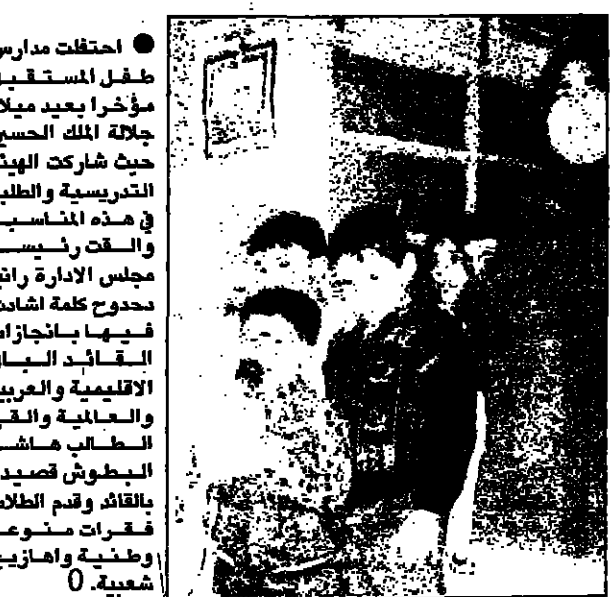 ● احتفلت مدارس
طفل المستقبل
مؤخرا بعيد ميلاد
جلالة الملك الحسين
حيث شاركت الهيئة
التدريسية والطلبة
في هذه المناسبة
والقت رئيسة
مجلس الادارة
دحدوح كلمة اشادت
فيها بانجازات
القائد
الاقليمية والعربية
والعالمية
الطالب هاشم
البطوش قصيدة
بالقائد وقدم الطلاب
فقرات منوعة
وطنية واهازيج
شعبية. 0